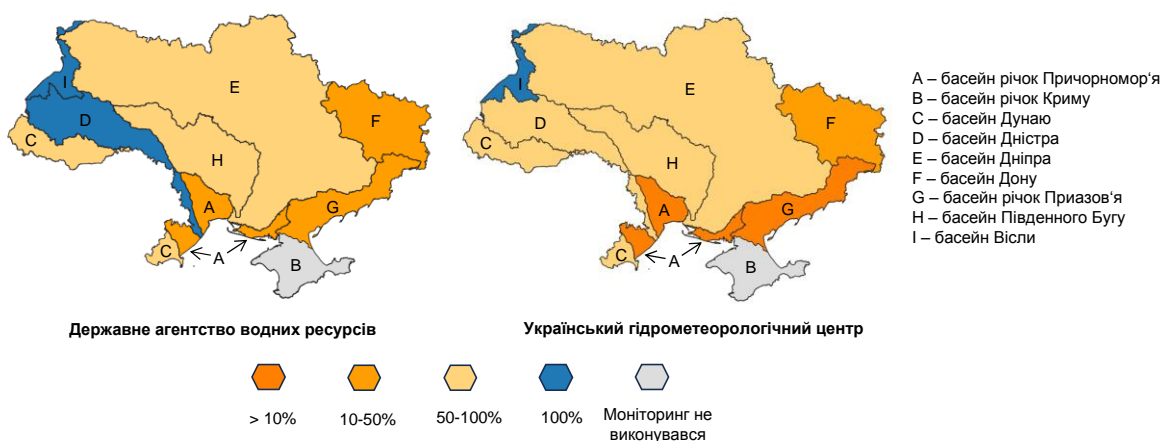 I
E
D
F
C
H
A
G
C
A
B
I
E
D
F
C
H
A
G
C
A
B
A – басейн річок Причорномор‘я
B – басейн річок Криму
C – басейн Дунаю
D – басейн Дністра
E – басейн Дніпра
F – басейн Дону
G – басейн річок Приазов’я
H – басейн Південного Бугу
I – басейн Вісли
Державне агентство водних ресурсів
Український гідрометеорологічний центр
> 10%
10-50%
50-100%
100%
Моніторинг не
виконувався